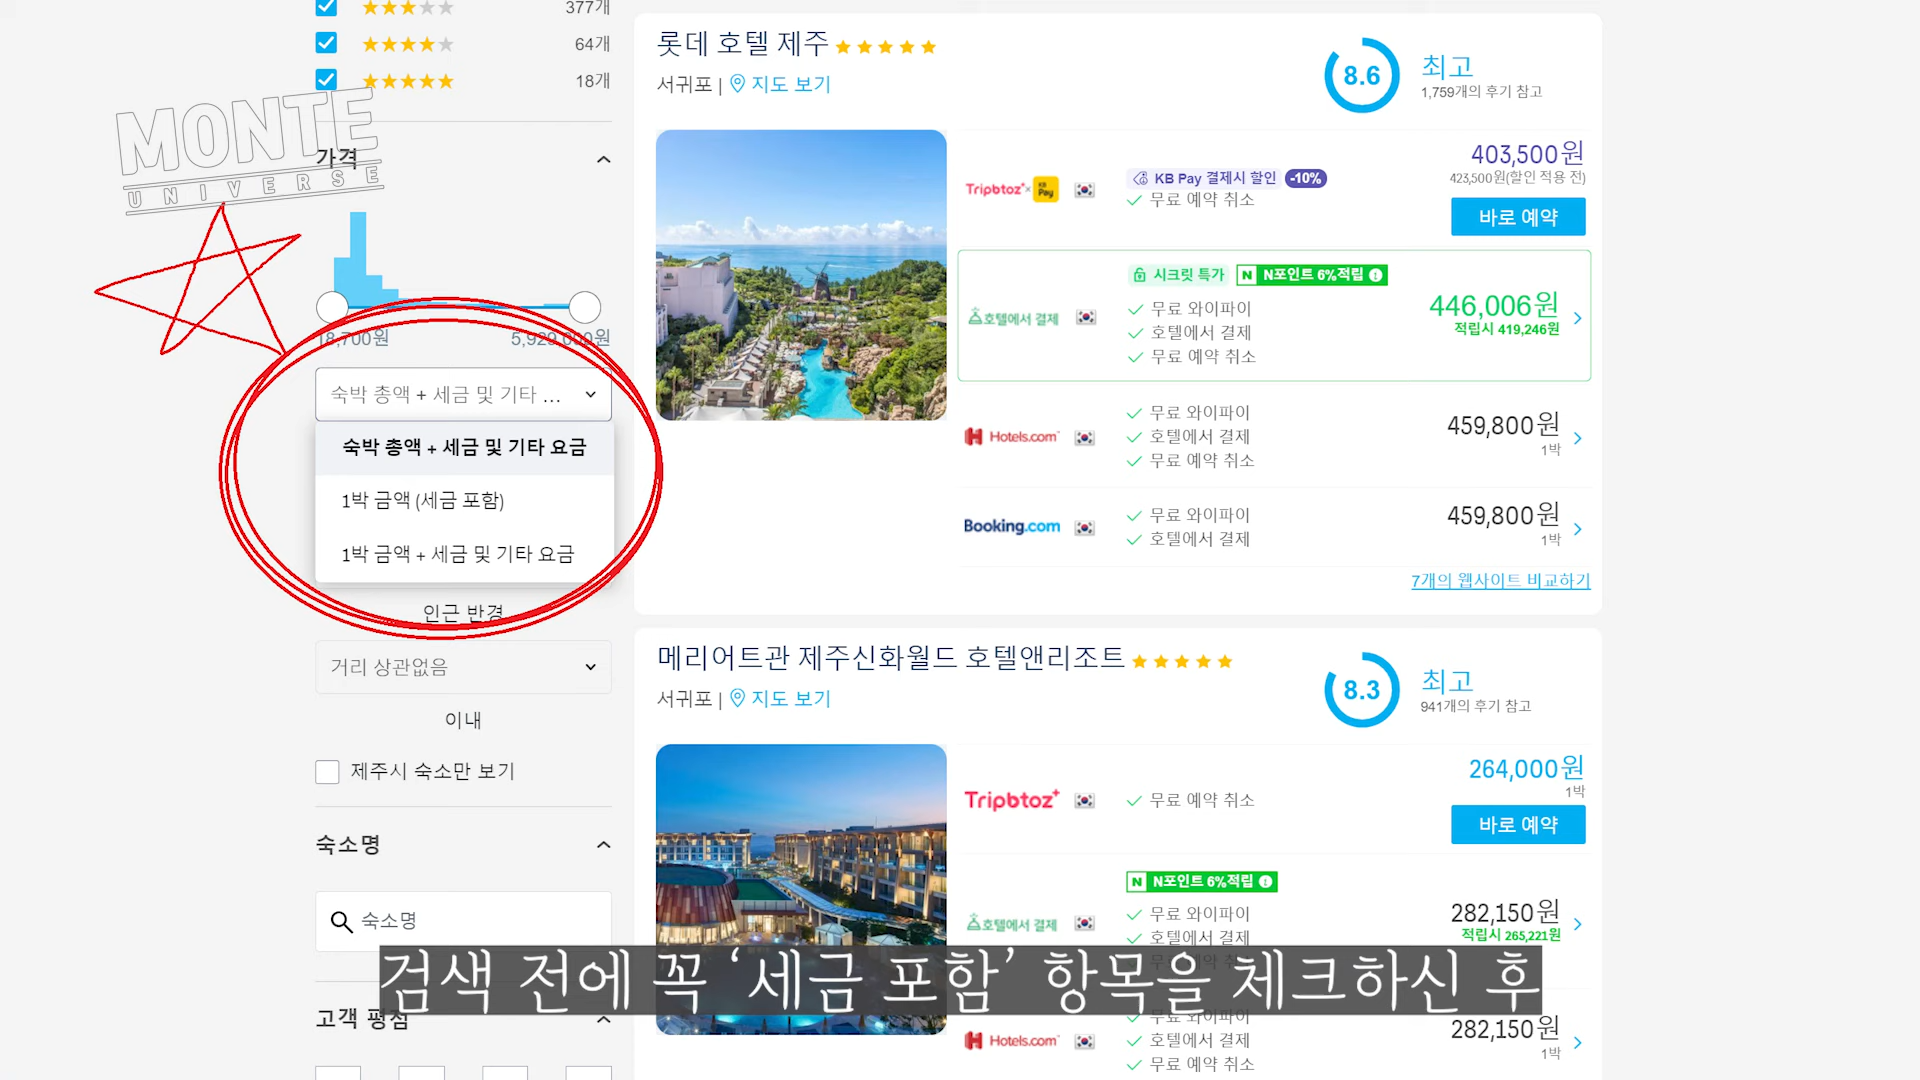 377개
64개
18개
MONTE
UNIVERSE
가격
18,700원
5,929,000원
숙박 총액 + 세금 및 기타 ...
숙박 총액 + 세금 및 기타 요금
1박 금액 (세금 포함)
1박 금액 + 세금 및 기타 요금
인근 반경
거리 상관없음
이내
제주시 숙소만 보기
숙소명
숙소명
고객 평점
롯데 호텔 제주
서귀포 | 지도 보기
8.6
최고
1,759개의 후기 참고
Tripbtoz+ × KB Pay
KB Pay 결제시 할인 -10%
무료 예약 취소
403,500원
423,500원(할인 적용 전)
바로 예약
시크릿 특가 N N포인트 6%적립
호텔에서 결제
무료 와이파이
호텔에서 결제
무료 예약 취소
446,006원
적립시 419,246원
Hotels.com
무료 와이파이
호텔에서 결제
무료 예약 취소
459,800원
1박
Booking.com
무료 와이파이
호텔에서 결제
459,800원
1박
7개의 웹사이트 비교하기
메리어트관 제주신화월드 호텔앤리조트
서귀포 | 지도 보기
8.3
최고
941개의 후기 참고
Tripbtoz+
무료 예약 취소
264,000원
1박
바로 예약
N N포인트 6%적립
호텔에서 결제
무료 와이파이
호텔에서 결제
282,150원
적립시 265,221원
검색 전에 꼭 ‘세금 포함’ 항목을 체크하신 후
Hotels.com
무료 와이파이
호텔에서 결제
무료 예약 취소
282,150원
1박